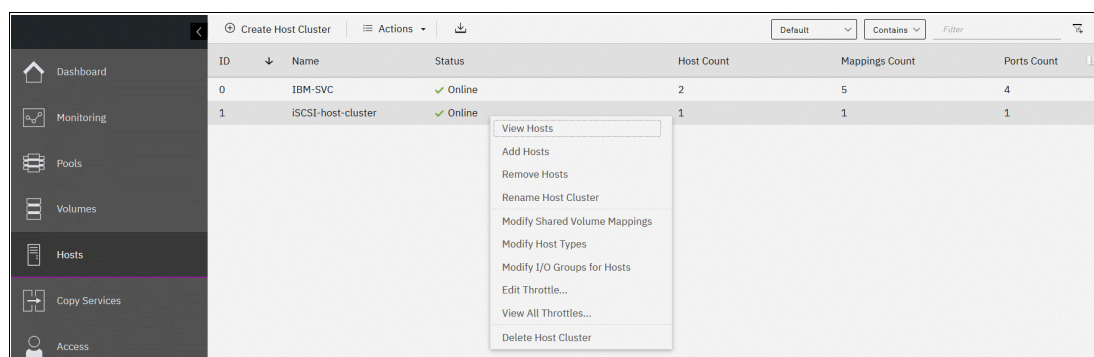 Create Host Cluster Actions Default Contains Filter
ID Name Status Host Count Mappings Count Ports Count
0 IBM-SVC Online 2 5 4
1 iSCSI-host-cluster Online 1 1 1
Dashboard
Monitoring
Pools
Volumes
Hosts
Copy Services
Access
View Hosts
Add Hosts
Remove Hosts
Rename Host Cluster
Modify Shared Volume Mappings
Modify Host Types
Modify I/O Groups for Hosts
Edit Throttle...
View All Throttles...
Delete Host Cluster